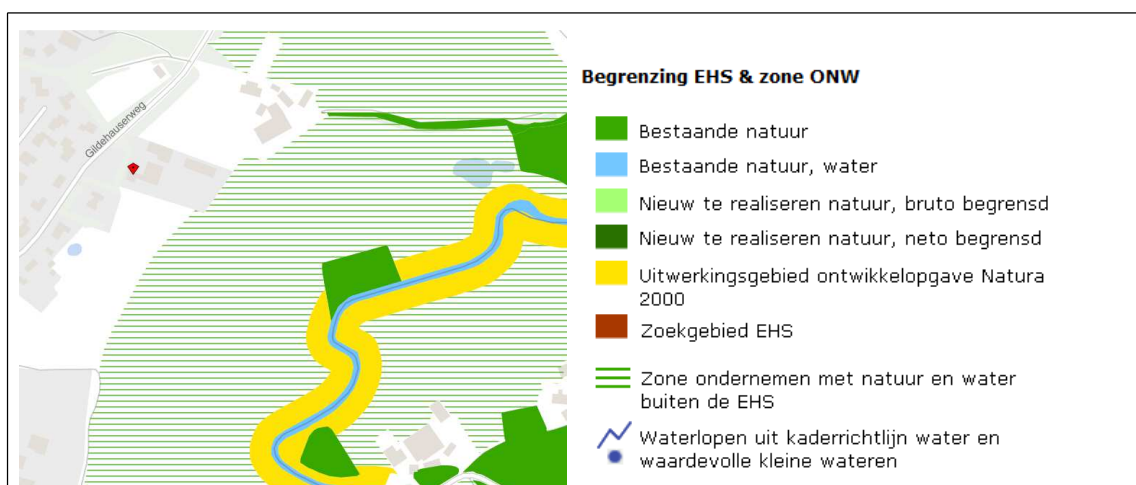 Gildehauserweg
Begrenzing EHS & zone ONW
Bestaande natuur
Bestaande natuur, water
Nieuw te realiseren natuur, bruto begrensd
Nieuw te realiseren natuur, neto begrensd
Uitwerkingsgebied ontwikkelopgave Natura
2000
Zoekgebied EHS
Zone ondernemen met natuur en water
buiten de EHS
Waterlopen uit kaderrichtlijn water en
waardevolle kleine wateren